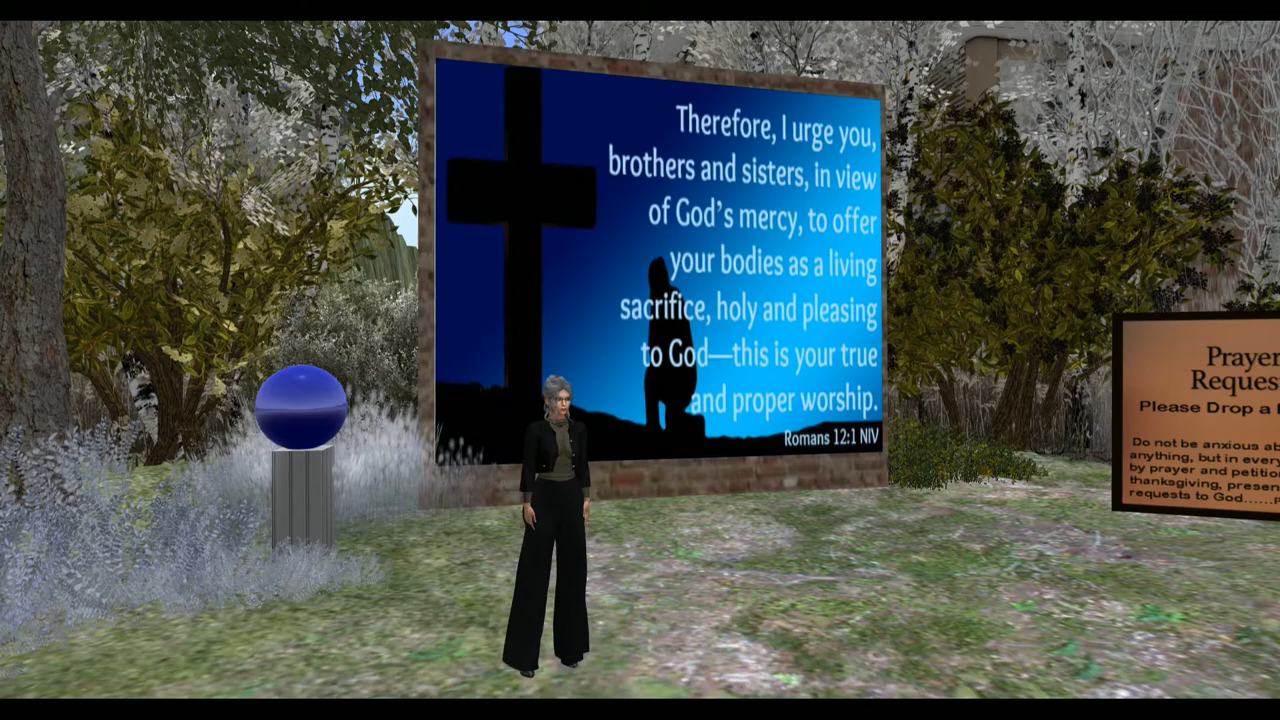 Therefore, I urge you,
brothers and sisters, in view
of God's mercy, to offer
your bodies as a living
sacrifice, holy and pleasing
to God—this is your true
and proper worship.
Romans 12:1 NIV
Prayer
Reques
Please Drop a
Do not be anxious ab
anything, but in every
by prayer and petitio
thanksgiving, presen
requests to God......